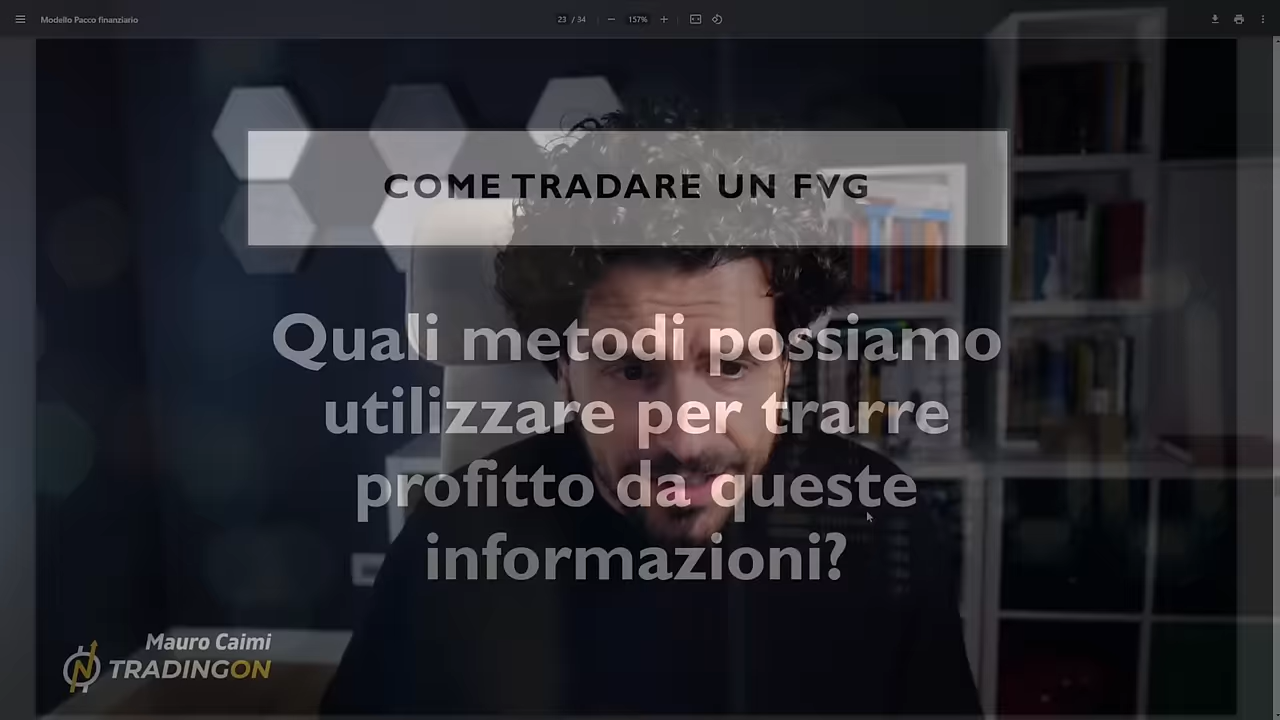 Modello Pacco finanziario
23 / 34
157%
COME TRADARE UN FVG
Quali metodi possiamo
utilizzare per trarre
profitto da queste
informazioni?
Mauro Caimi
TRADINGON